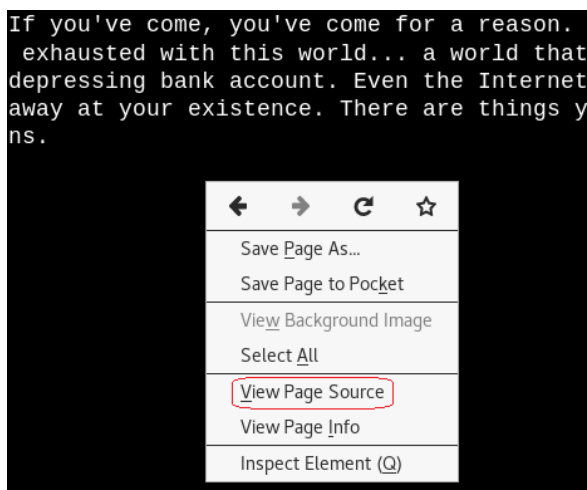 If you've come, you've come for a reason.
exhausted with this world... a world that
depressing bank account. Even the Internet
away at your existence. There are things y
ns.
Save Page As...
Save Page to Pocket
View Background Image
Select All
View Page Source
View Page Info
Inspect Element (Q)